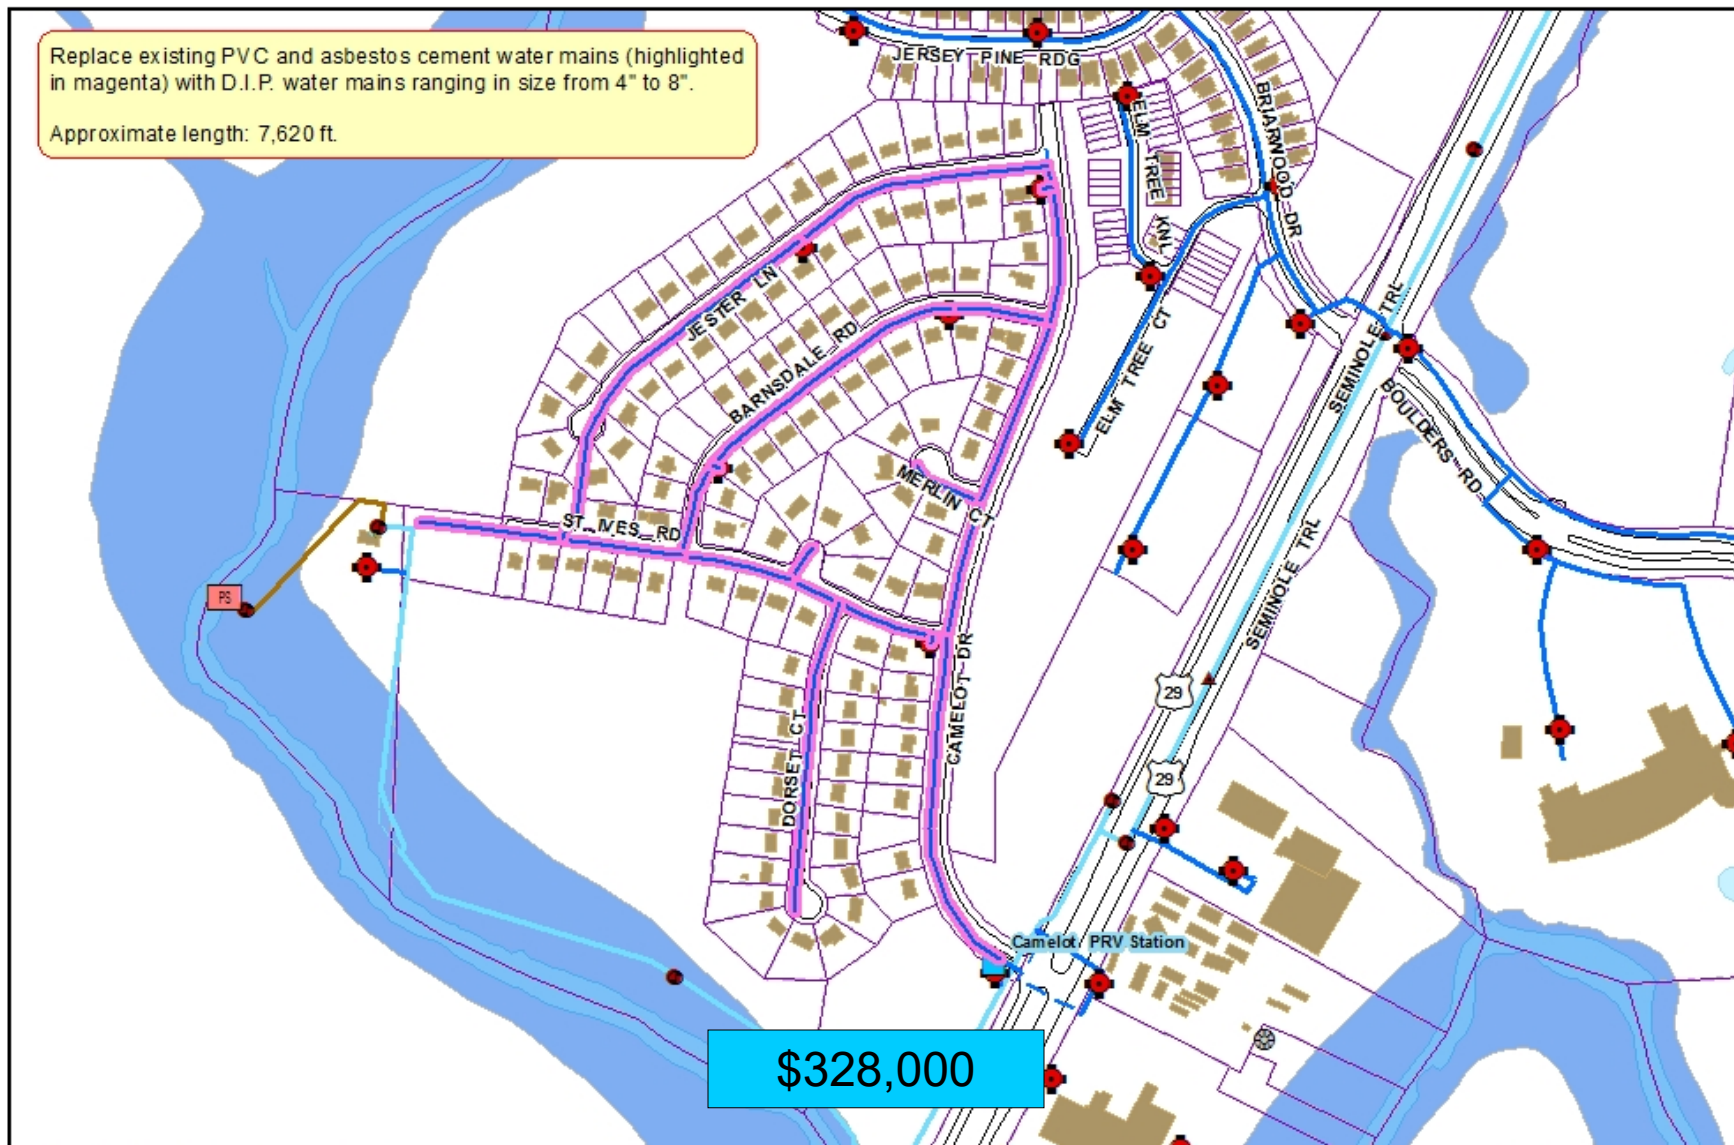 Replace existing PVC and asbestos cement water mains (highlighted
in magenta) with D.I.P. water mains ranging in size from 4" to 8".
Approximate length: 7,620 ft.
JERSEY PINE RDG
BRIARWOOD DR
ELM TREE KNL
ELM TREE CT
JESTER LN
BARNSDALE RD
MERLIN CT
ST IVES RD
CAMELOT DR
DORSET CT
SEMINOLE TRL
BOULDERS RD
SEMINOLE TRL
PS
29
29
Camelot PRV Station
$328,000